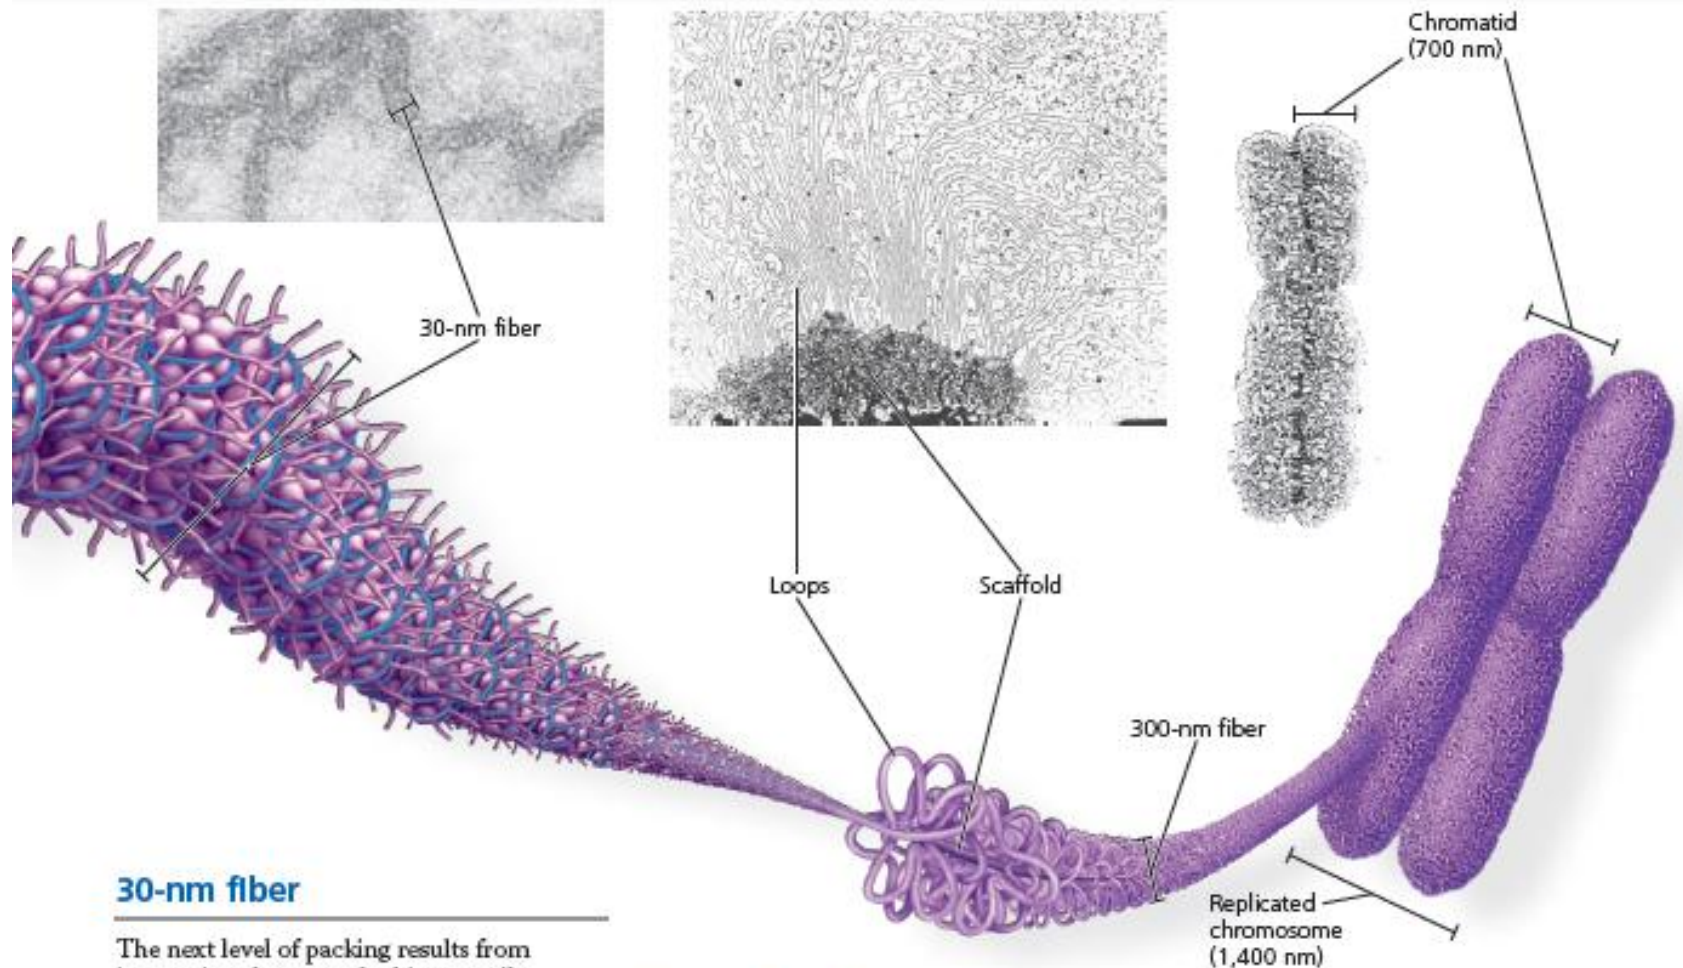 Chromatid
(700 nm)
30-nm fiber
Loops
Scaffold
300-nm fiber
Replicated
chromosome
(1,400 nm)
30-nm fiber
The next level of packing results from